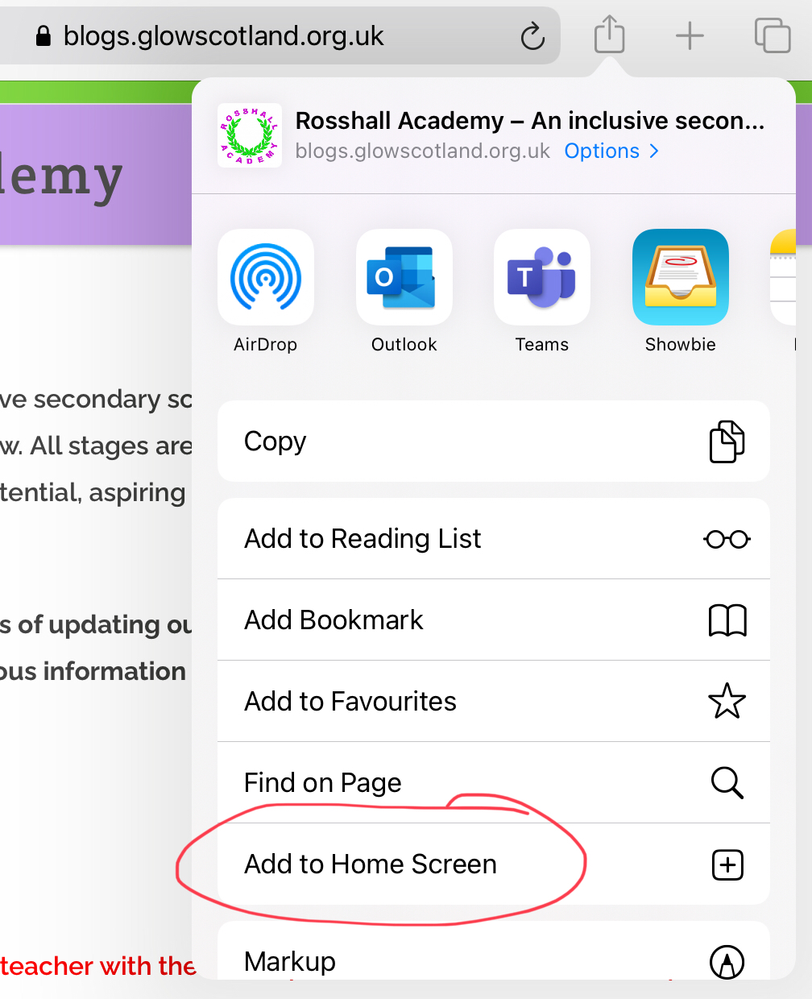 blogs.glowscotland.org.uk
demy
ROSSHALL ACADEMY
Rosshall Academy – An inclusive secon...
blogs.glowscotland.org.uk Options
O
T
AirDrop
Outlook
Teams
Showbie
ve secondary sc
w. All stages are
tential, aspiring
s of updating ou
ous information
teacher with the
Copy
Add to Reading List
Add Bookmark
Add to Favourites
Find on Page
Add to Home Screen
Markup